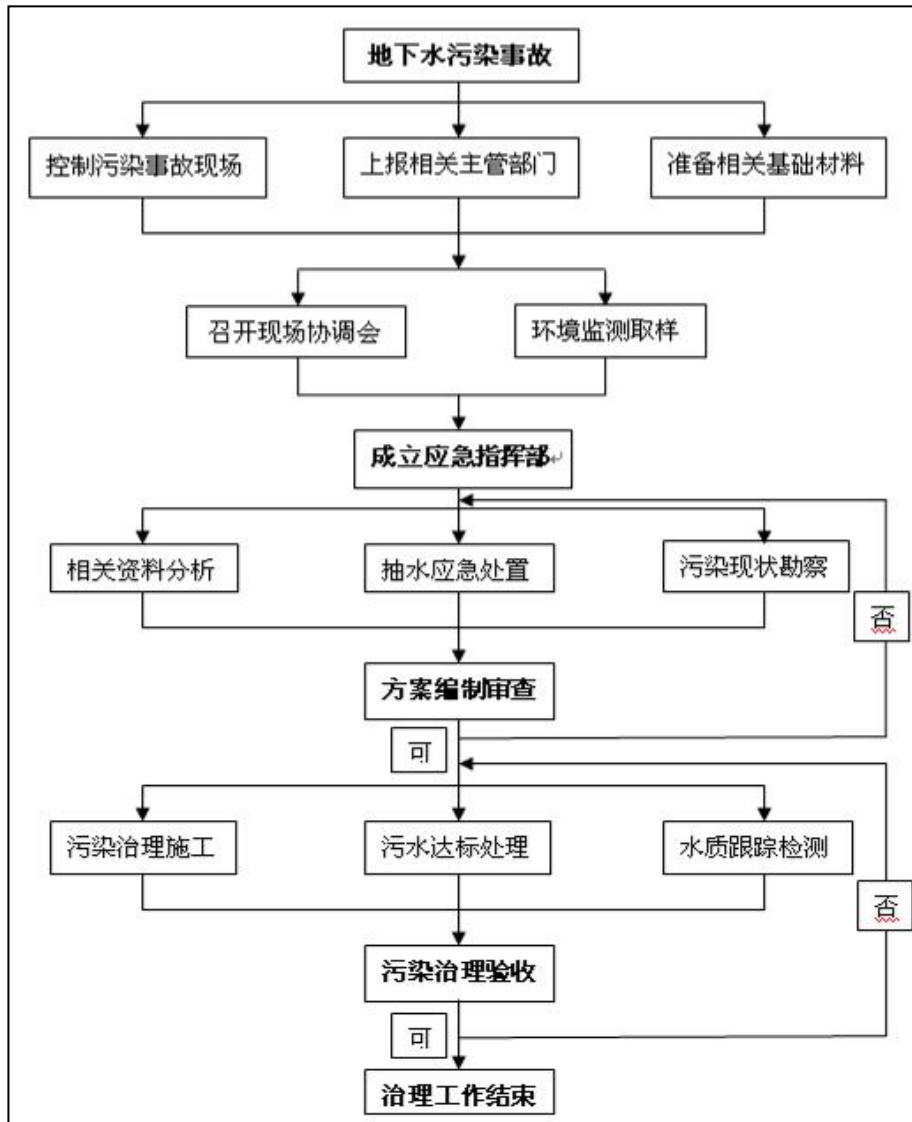 地下水污染事故
控制污染事故现场
上报相关主管部门
准备相关基础材料
召开现场协调会
环境监测取样
成立应急指挥部
相关资料分析
抽水应急处置
污染现状勘察
否
方案编制审查
可
污染治理施工
污水达标处理
水质跟踪检测
否
污染治理验收
可
治理工作结束